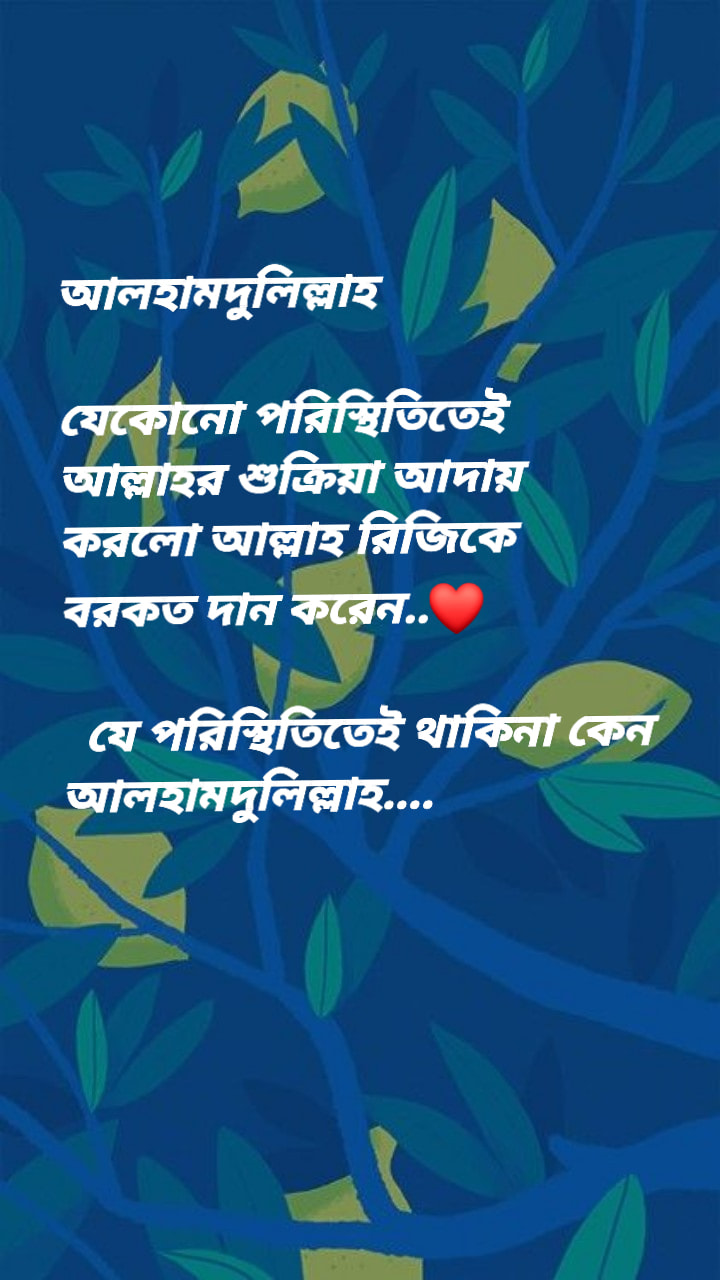 আলহামদুলিল্লাহ
যেকোনো পরিস্থিতিতেই
আল্লাহর শুক্রিয়া আদায়
করলো আল্লাহ রিজিকে
বরকত দান করেন..❤️
যে পরিস্থিতিতেই থাকিনা কেন
আলহামদুলিল্লাহ....